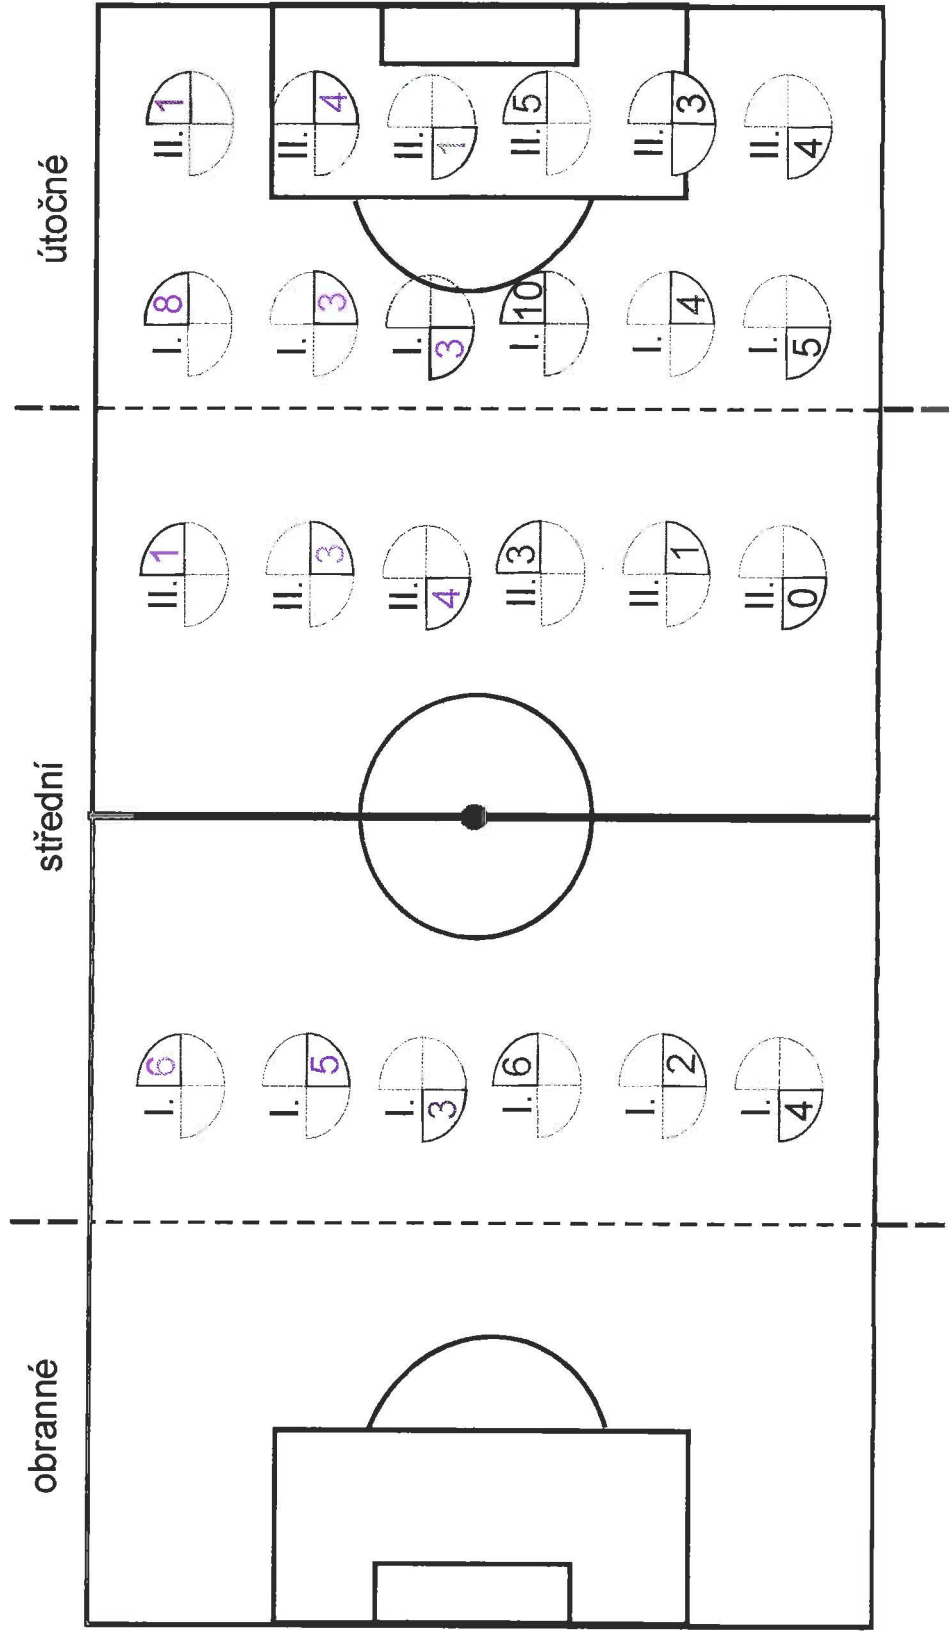 obranné střední útočné
I. 6 II. 1 I. 8 II. 1
I. 5 II. 3 I. 3 II. 4
I. 3 II. 4 I. 3 II. 1
I. 6 II. 3 I. 10 II. 5
I. 2 II. 1 I. 4 II. 3
I. 4 II. 0 I. 5 II. 4